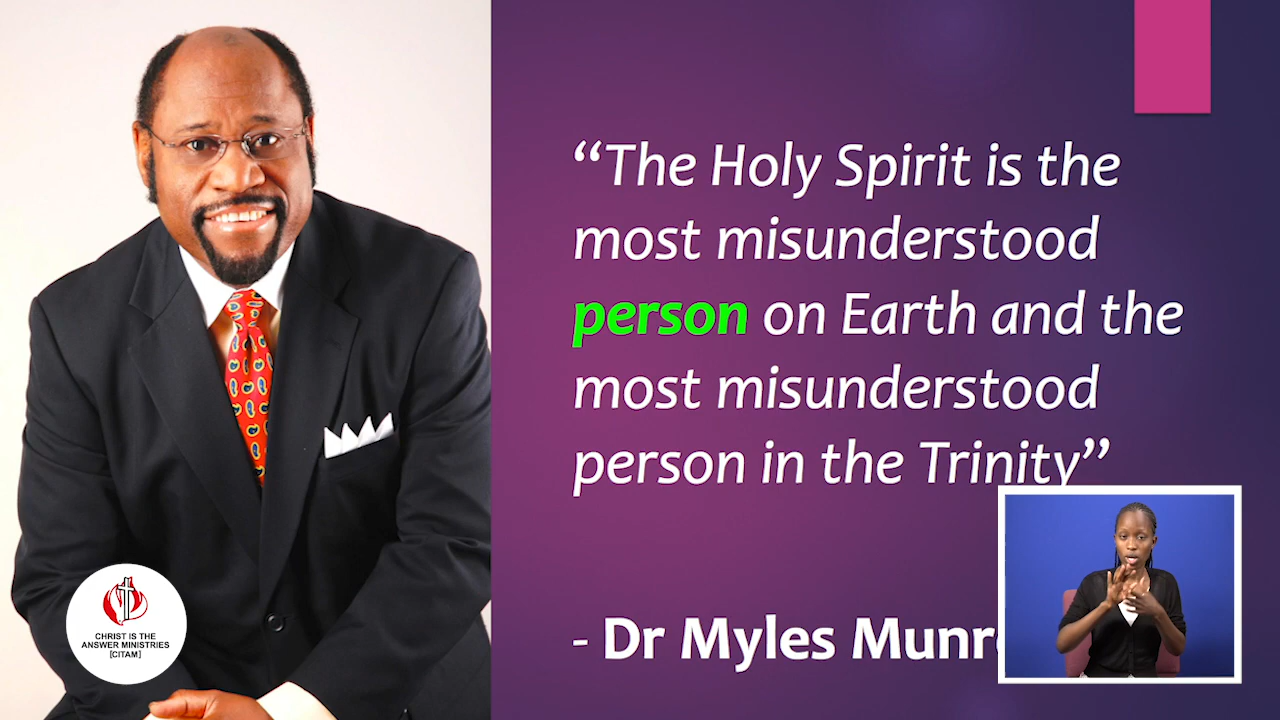 “The Holy Spirit is the
most misunderstood
person on Earth and the
most misunderstood
person in the Trinity”
- Dr Myles
CHRIST IS THE
ANSWER MINISTRIES
[CITAM]